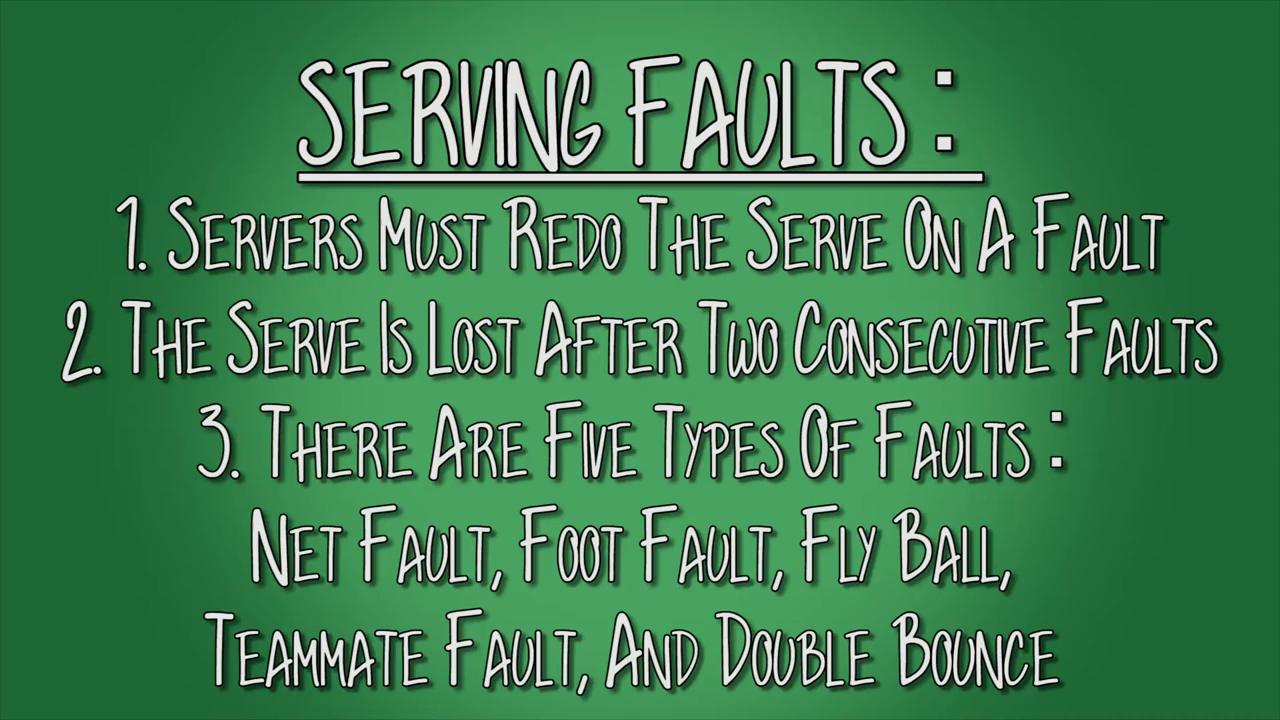 Serving Faults :
1. Servers Must Redo The Serve On A Fault
2. The Serve Is Lost After Two Consecutive Faults
3. There Are Five Types Of Faults :
Net Fault, Foot Fault, Fly Ball,
Teammate Fault, And Double Bounce